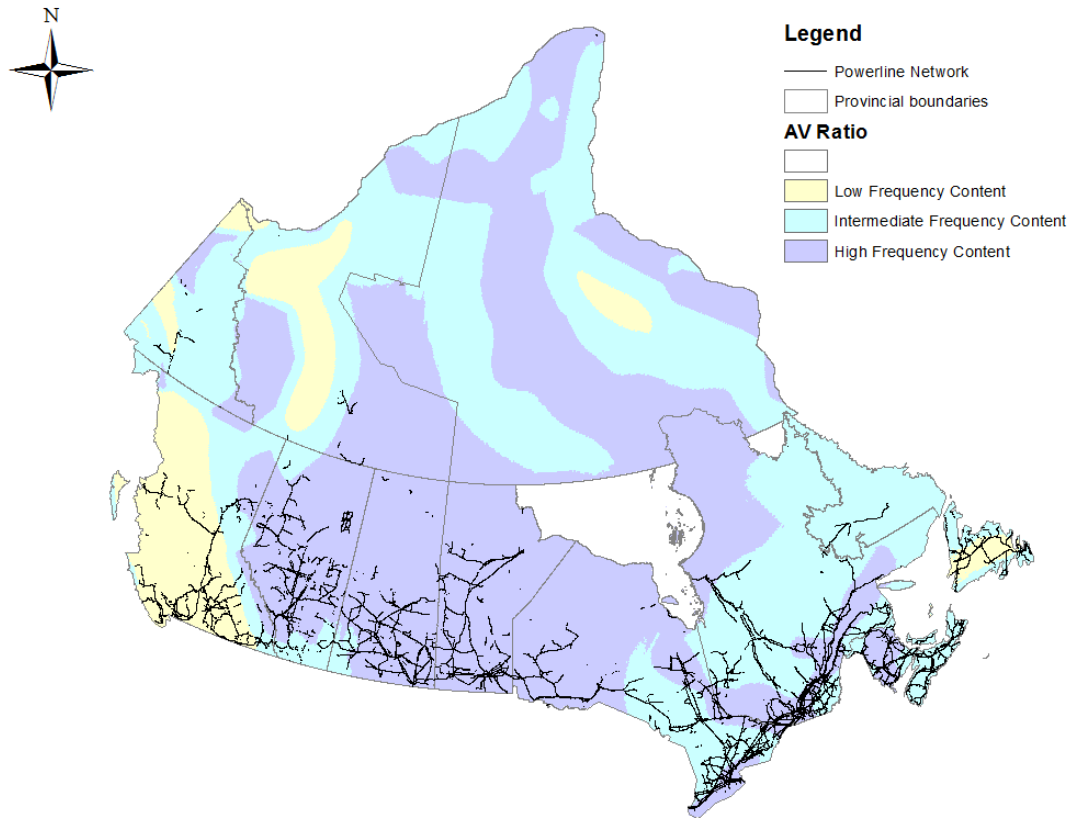 N
Legend
Powerline Network
Provincial boundaries
AV Ratio
Low Frequency Content
Intermediate Frequency Content
High Frequency Content